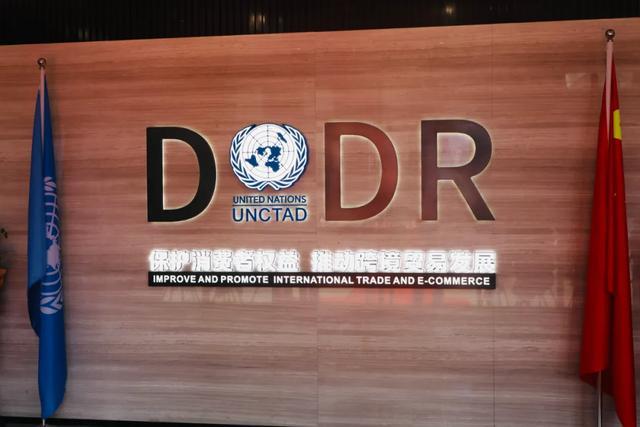 DODR
UNITED NATIONS
UNCTAD
保护消费者权益 推动跨境贸易发展
IMPROVE AND PROMOTE INTERNATIONAL TRADE AND E-COMMERCE